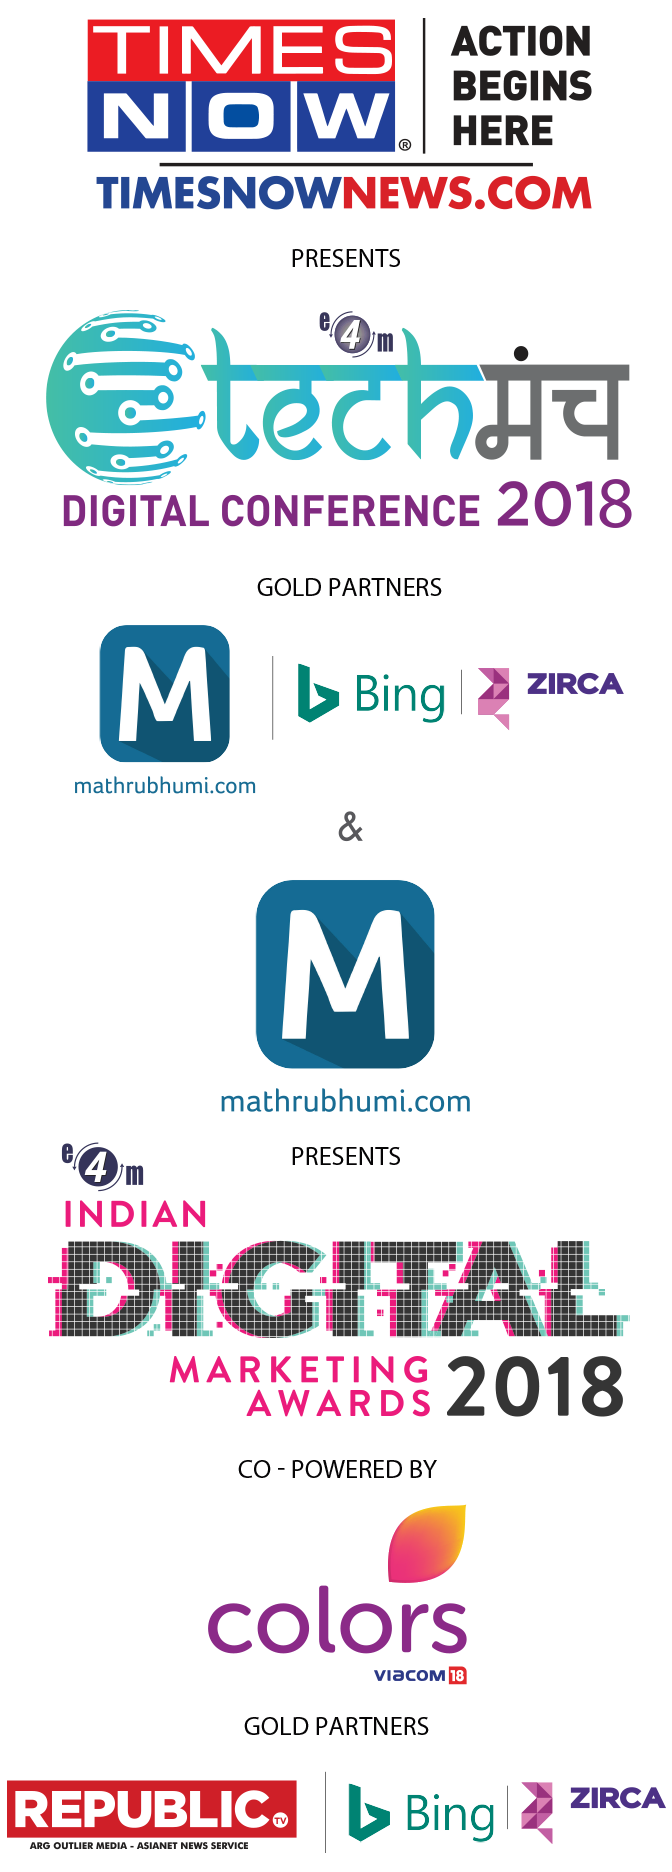 TIMES
NOW®
ACTION
BEGINS
HERE
TIMESNOWNEWS.COM
PRESENTS
e4m
techमंच
DIGITAL CONFERENCE 2018
GOLD PARTNERS
M
mathrubhumi.com
Bing
ZIRCA
&
M
mathrubhumi.com
PRESENTS
e4m
INDIAN
DIGITAL
MARKETING
AWARDS 2018
CO - POWERED BY
colors
VIACOM18
GOLD PARTNERS
REPUBLIC.TV
ARG OUTLIER MEDIA - ASIANET NEWS SERVICE
Bing
ZIRCA